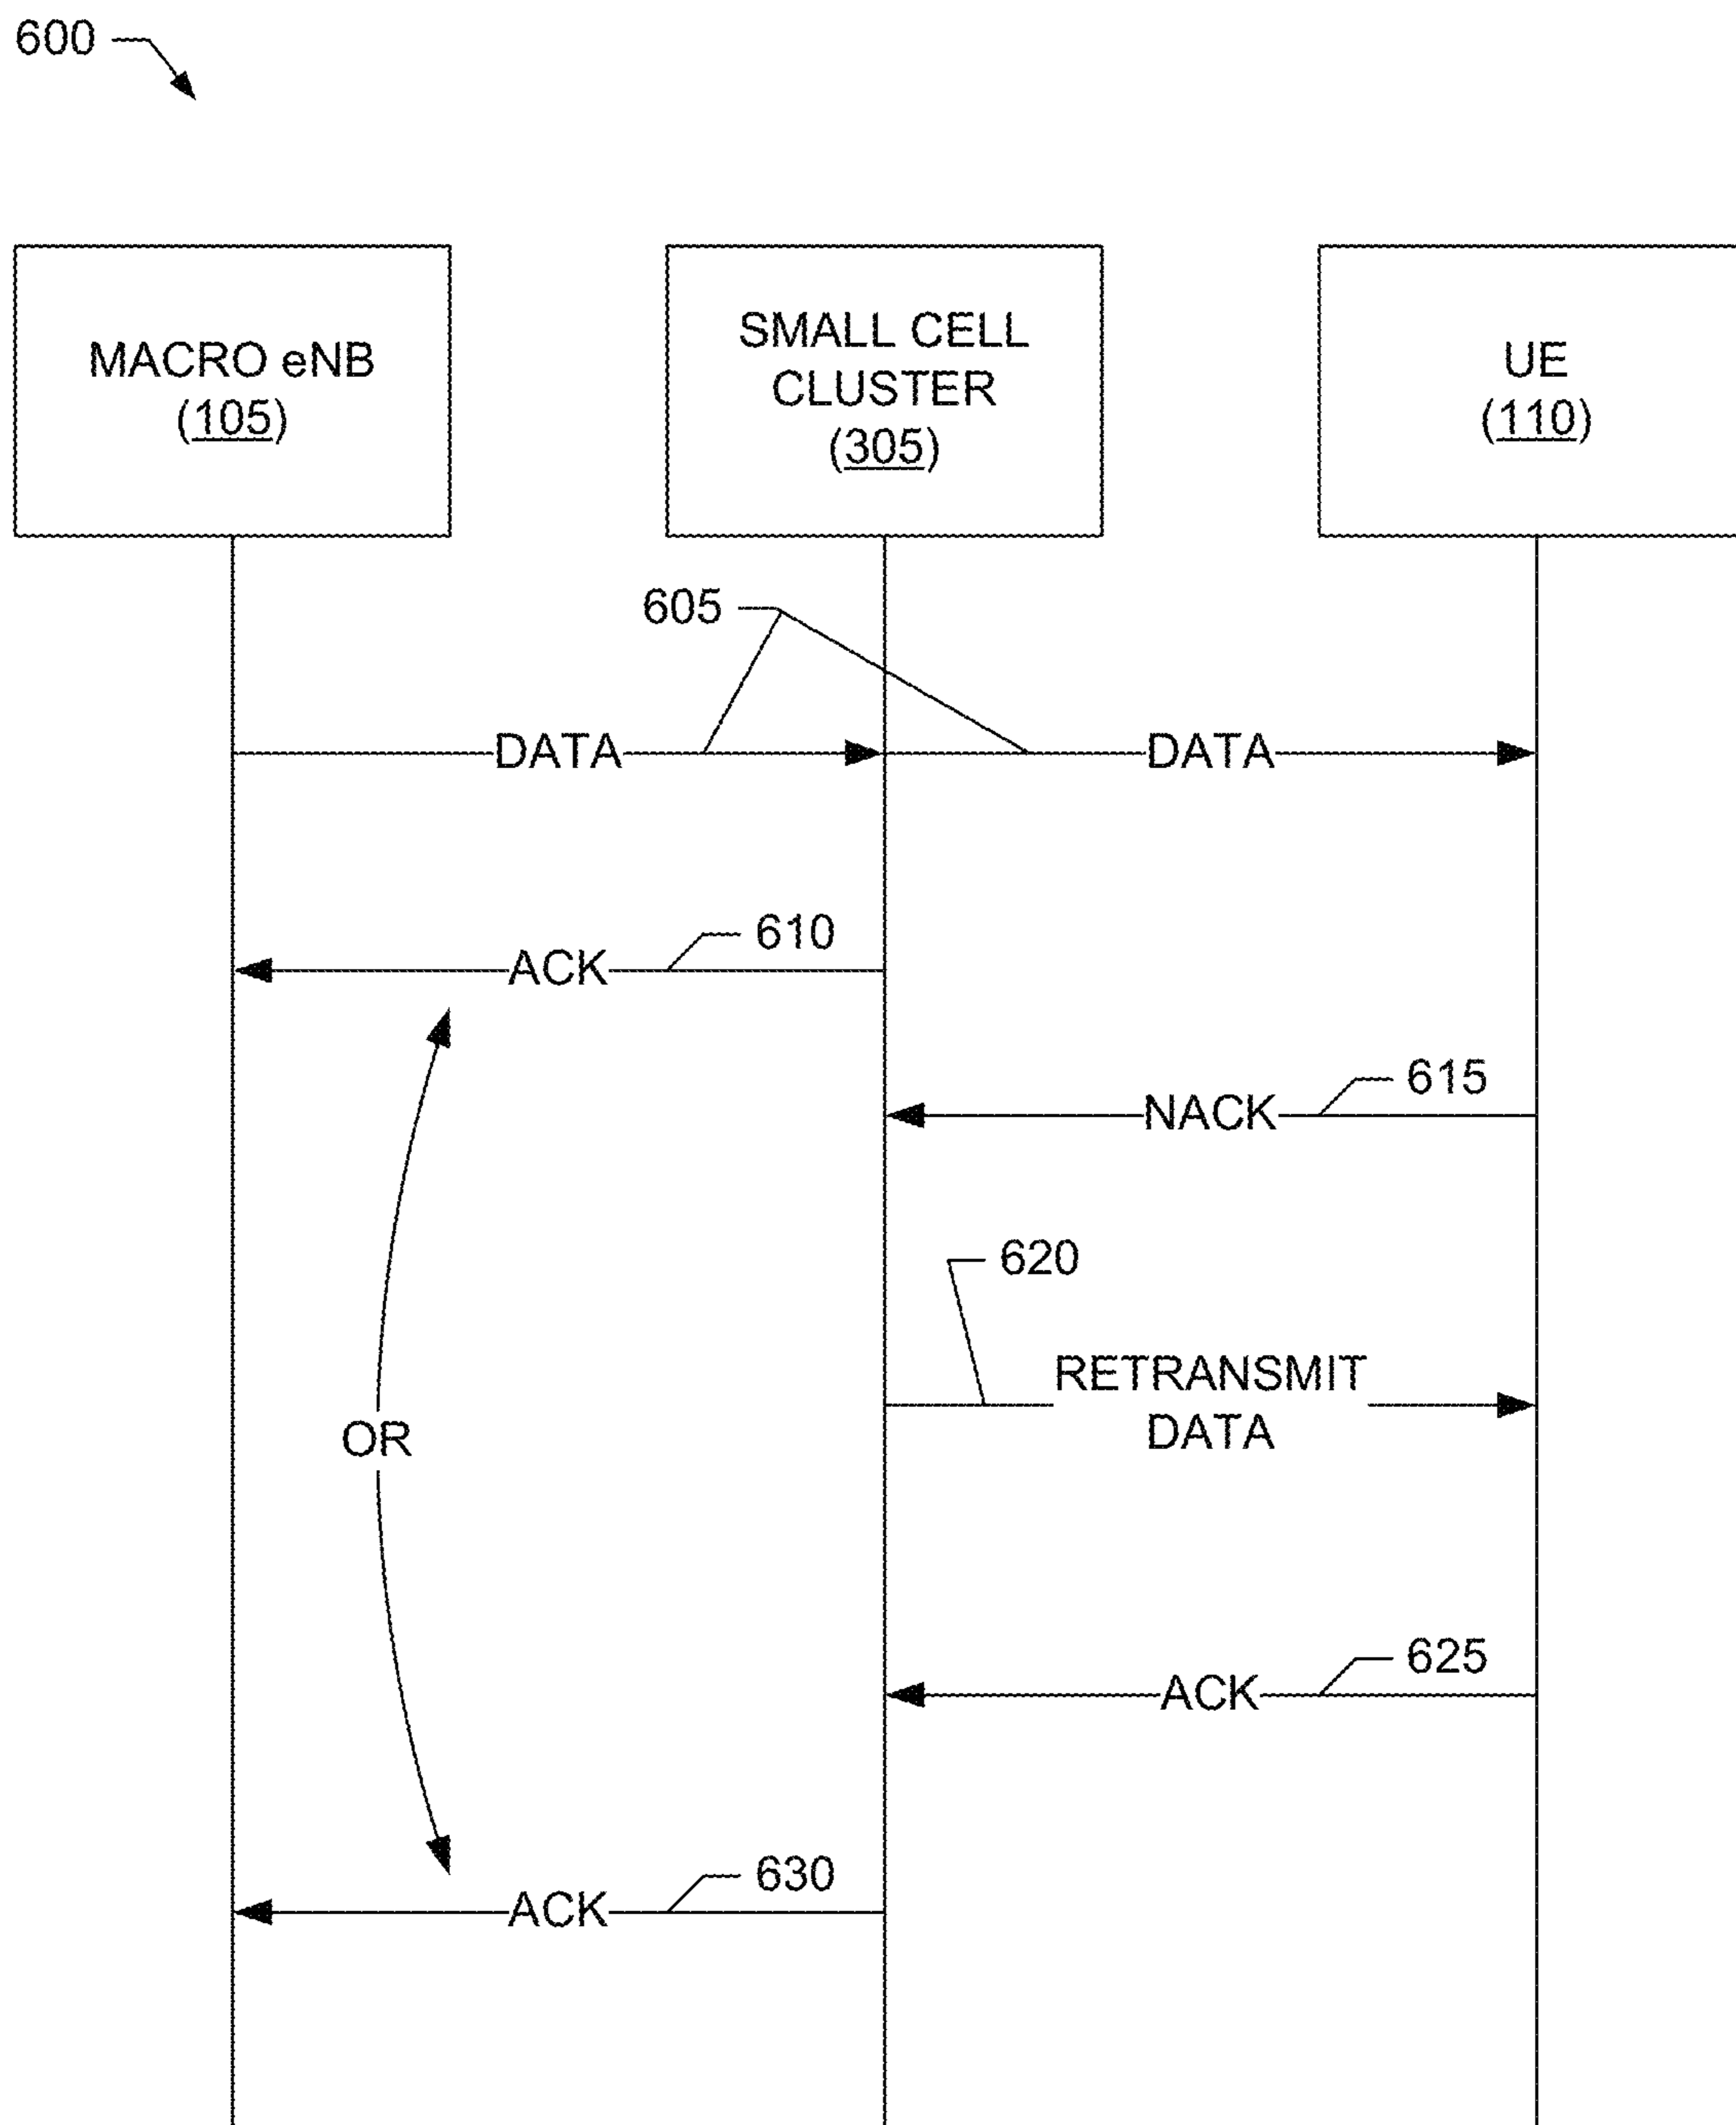 600
MACRO eNB
(105)
SMALL CELL
CLUSTER
(305)
UE
(110)
605
DATA
DATA
610
ACK
615
NACK
620
RETRANSMIT
DATA
OR
625
ACK
630
ACK